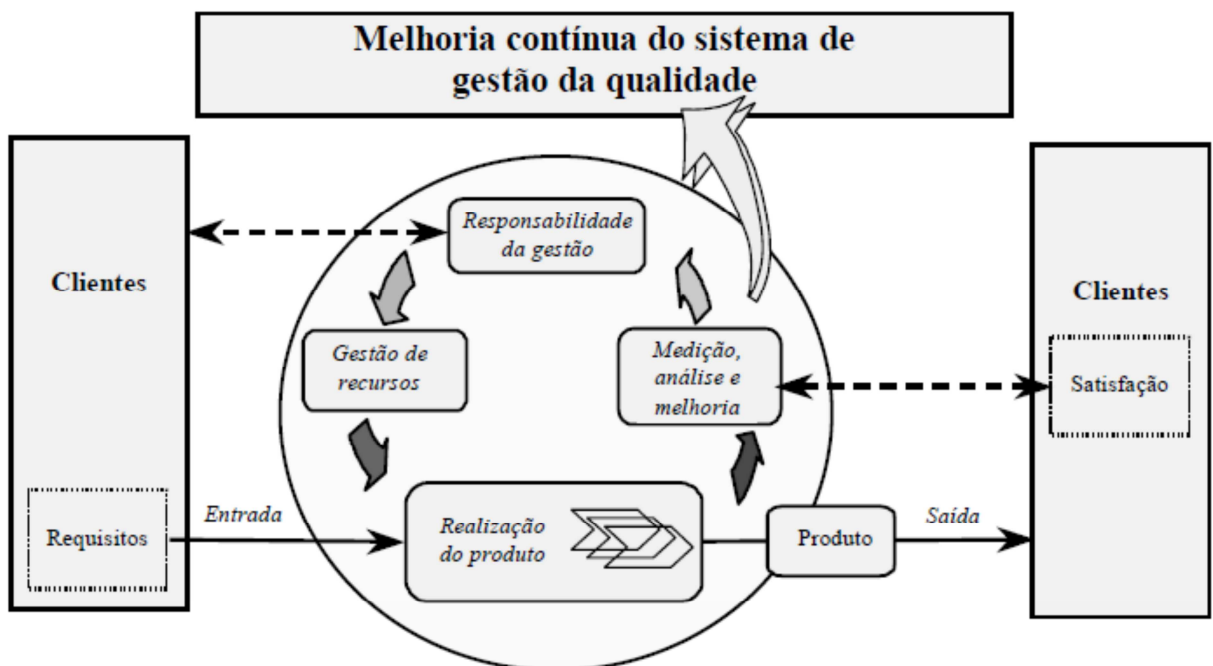 Melhoria contínua do sistema de
gestão da qualidade
Clientes
Responsabilidade
da gestão
Clientes
Gestão de
recursos
Medição,
análise e
melhoria
Satisfação
Requisitos
Entrada
Realização
do produto
Produto
Saída